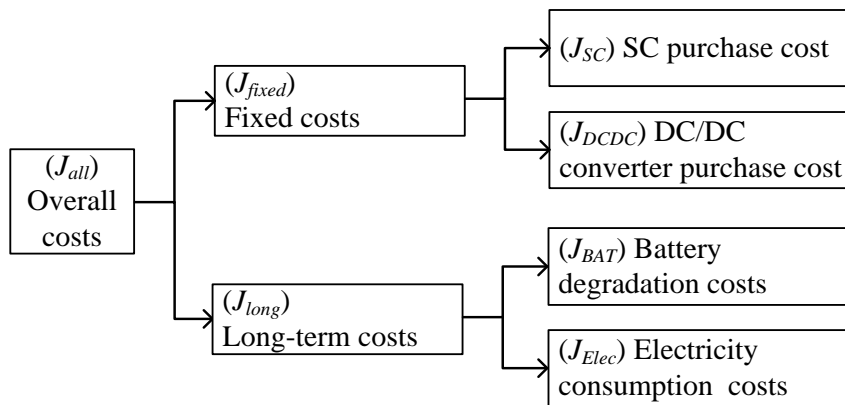 (J_all)
Overall
costs
(J_fixed)
Fixed costs
(J_long)
Long-term costs
(J_SC) SC purchase cost
(J_DCDC) DC/DC
converter purchase cost
(J_BAT) Battery
degradation costs
(J_Elec) Electricity
consumption costs